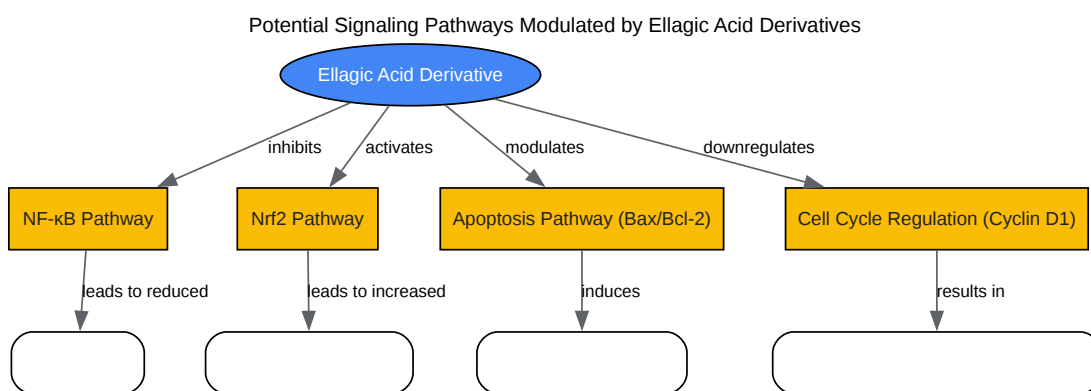 Potential Signaling Pathways Modulated by Ellagic Acid Derivatives
Ellagic Acid Derivative
inhibits
activates
modulates
downregulates
NF-κB Pathway
Nrf2 Pathway
Apoptosis Pathway (Bax/Bcl-2)
Cell Cycle Regulation (Cyclin D1)
leads to reduced
leads to increased
induces
results in